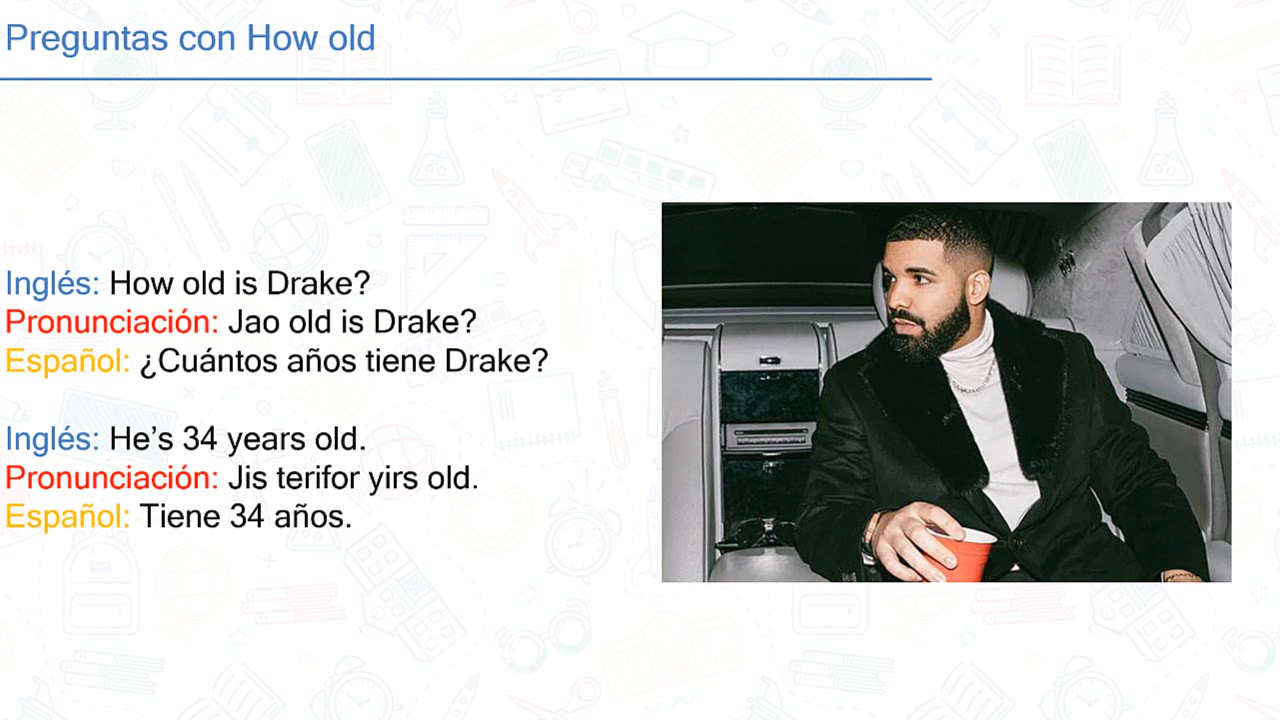 Preguntas con How old
Inglés: How old is Drake?
Pronunciación: Jao old is Drake?
Español: ¿Cuántos años tiene Drake?
Inglés: He’s 34 years old.
Pronunciación: Jis terifor yirs old.
Español: Tiene 34 años.